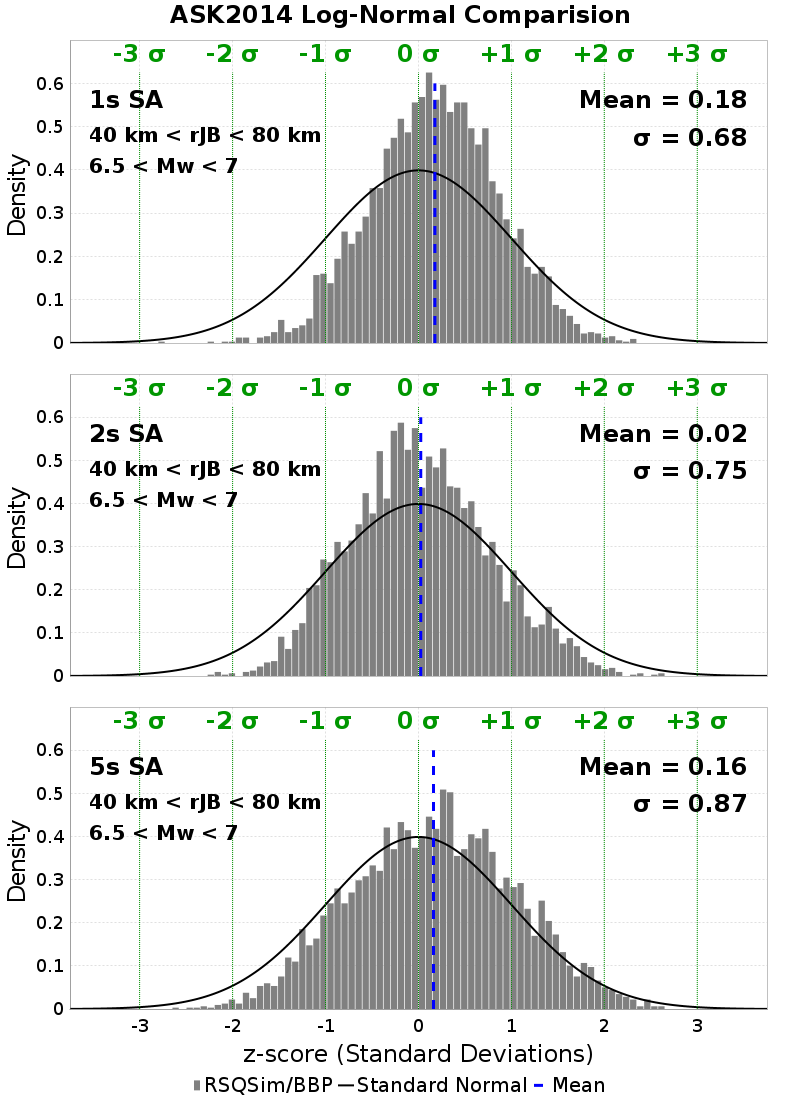 ASK2014 Log-Normal Comparision
-3 σ -2 σ -1 σ 0 σ +1 σ +2 σ +3 σ
1s SA
Mean = 0.18
40 km < rJB < 80 km
σ = 0.68
6.5 < Mw < 7
Density
0.6
0.5
0.4
0.3
0.2
0.1
0
-3 σ -2 σ -1 σ 0 σ +1 σ +2 σ +3 σ
2s SA
Mean = 0.02
40 km < rJB < 80 km
σ = 0.75
6.5 < Mw < 7
Density
0.6
0.5
0.4
0.3
0.2
0.1
0
-3 σ -2 σ -1 σ 0 σ +1 σ +2 σ +3 σ
5s SA
Mean = 0.16
40 km < rJB < 80 km
σ = 0.87
6.5 < Mw < 7
Density
0.6
0.5
0.4
0.3
0.2
0.1
0
-3 -2 -1 0 1 2 3
z-score (Standard Deviations)
RSQSim/BBP Standard Normal Mean